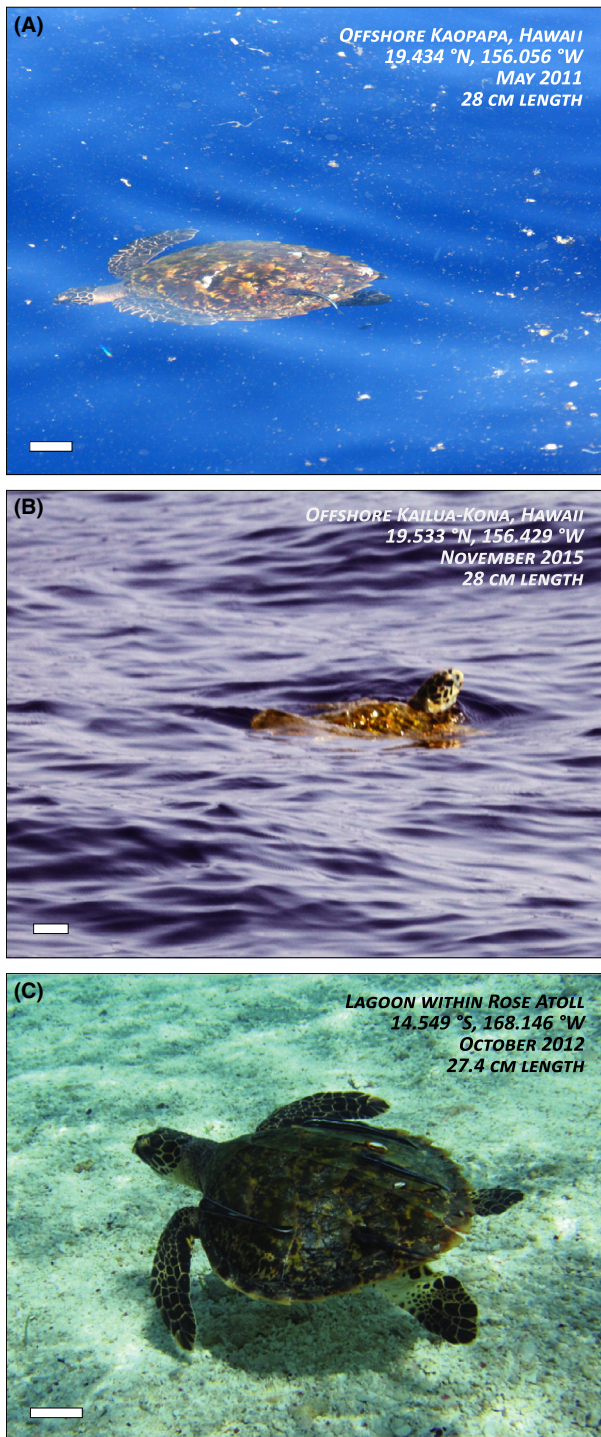 (A)
OFFSHORE KAOPAPA, HAWAII
19.434 °N, 156.056 °W
MAY 2011
28 CM LENGTH
(B)
OFFSHORE KAILUA-KONA, HAWAII
19.533 °N, 156.429 °W
NOVEMBER 2015
28 CM LENGTH
(C)
LAGOON WITHIN ROSE ATOLL
14.549 °S, 168.146 °W
OCTOBER 2012
27.4 CM LENGTH